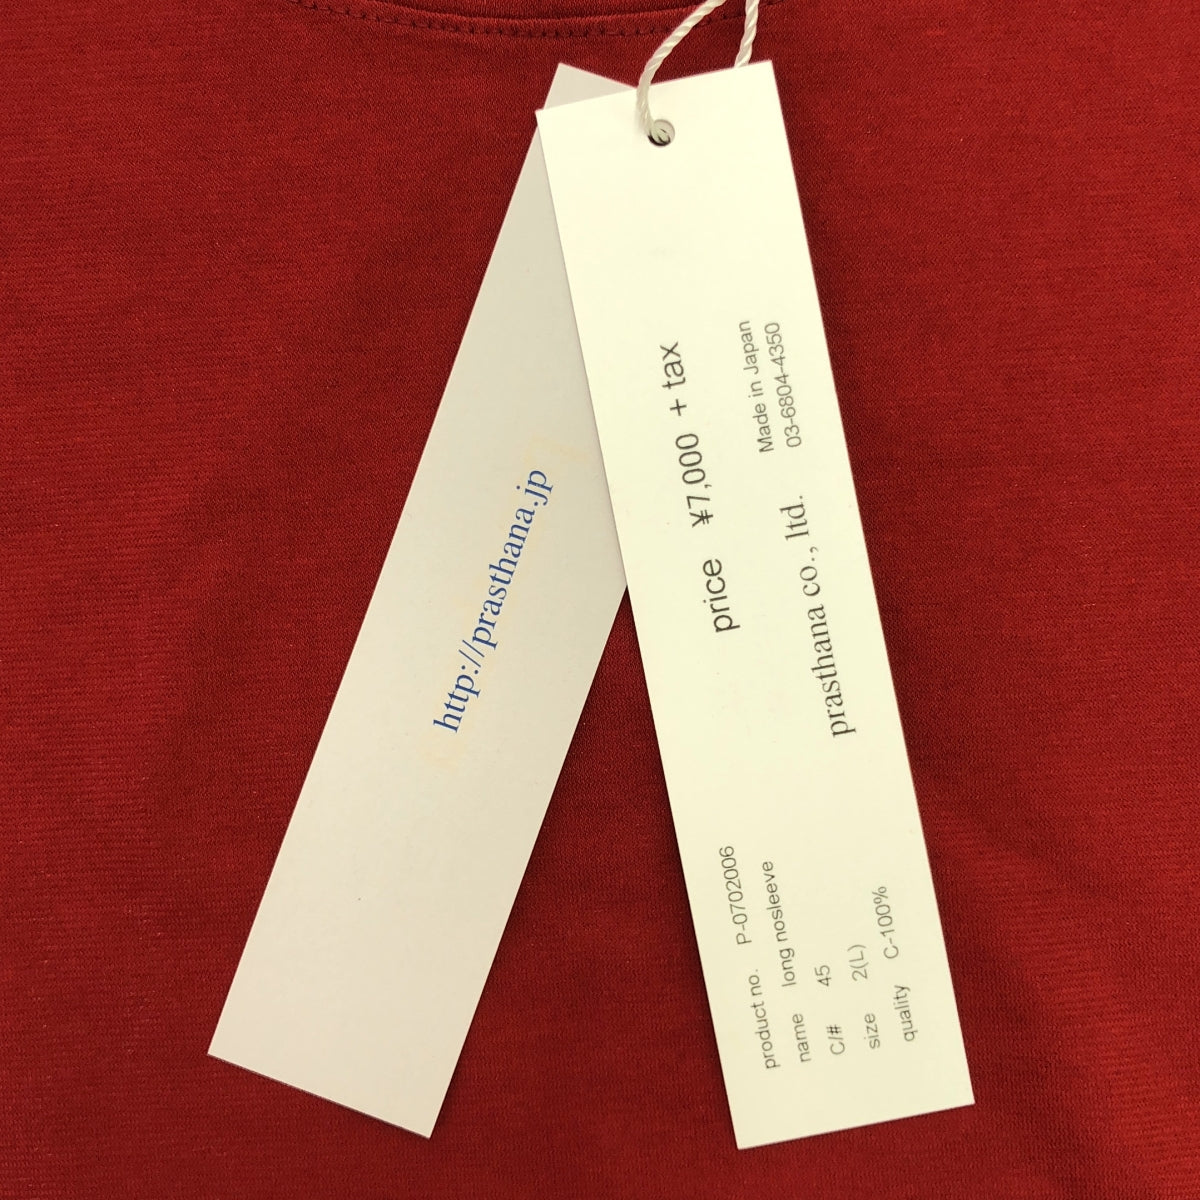 http://prasthana.jp
product no. P-0702006
name long nosleeve
C/# 45
size 2(L)
quality C-100%
price ¥7,000 + tax
prasthana co., ltd.
Made in Japan
03-6804-4350